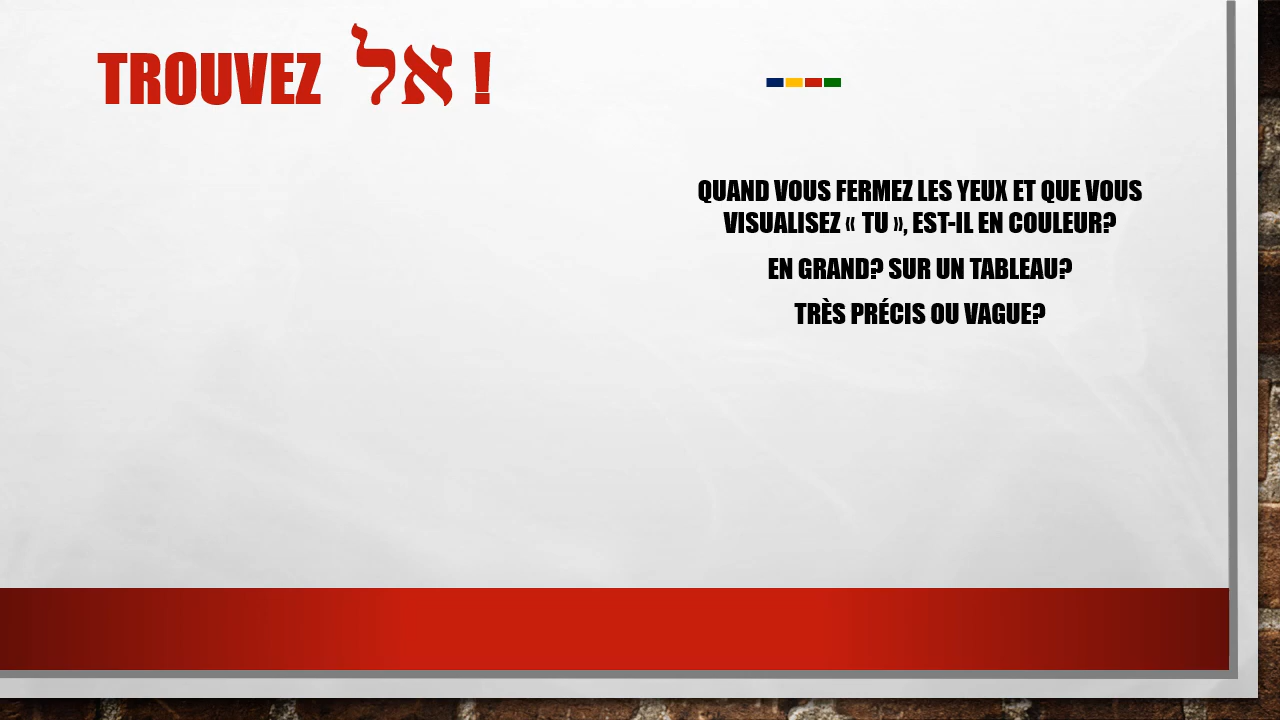 TROUVEZ אל !
QUAND VOUS FERMEZ LES YEUX ET QUE VOUS
VISUALISEZ « TU », EST-IL EN COULEUR?
EN GRAND? SUR UN TABLEAU?
TRÈS PRÉCIS OU VAGUE?